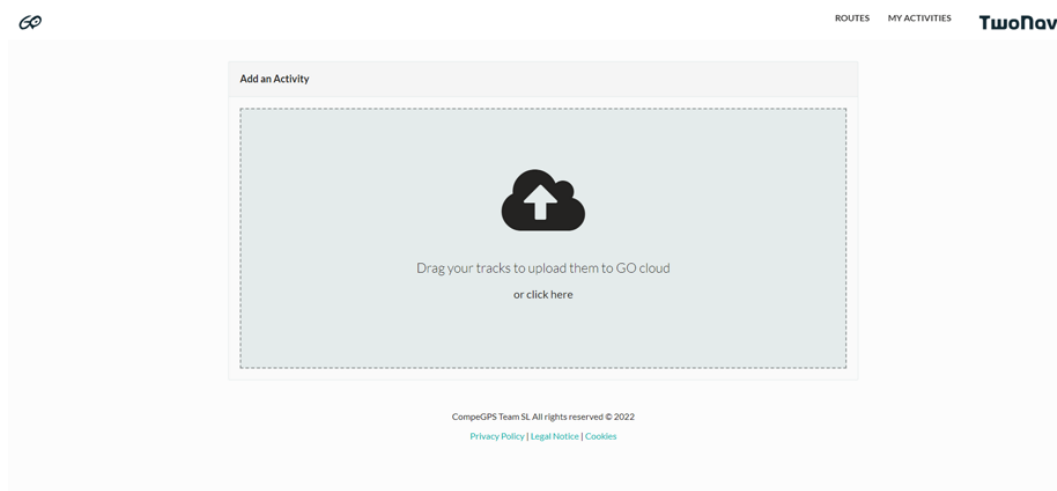 GO
ROUTES MY ACTIVITIES TwoNav
Add an Activity
Drag your tracks to upload them to GO cloud
or click here
CompeGPS Team SL All rights reserved © 2022
Privacy Policy | Legal Notice | Cookies